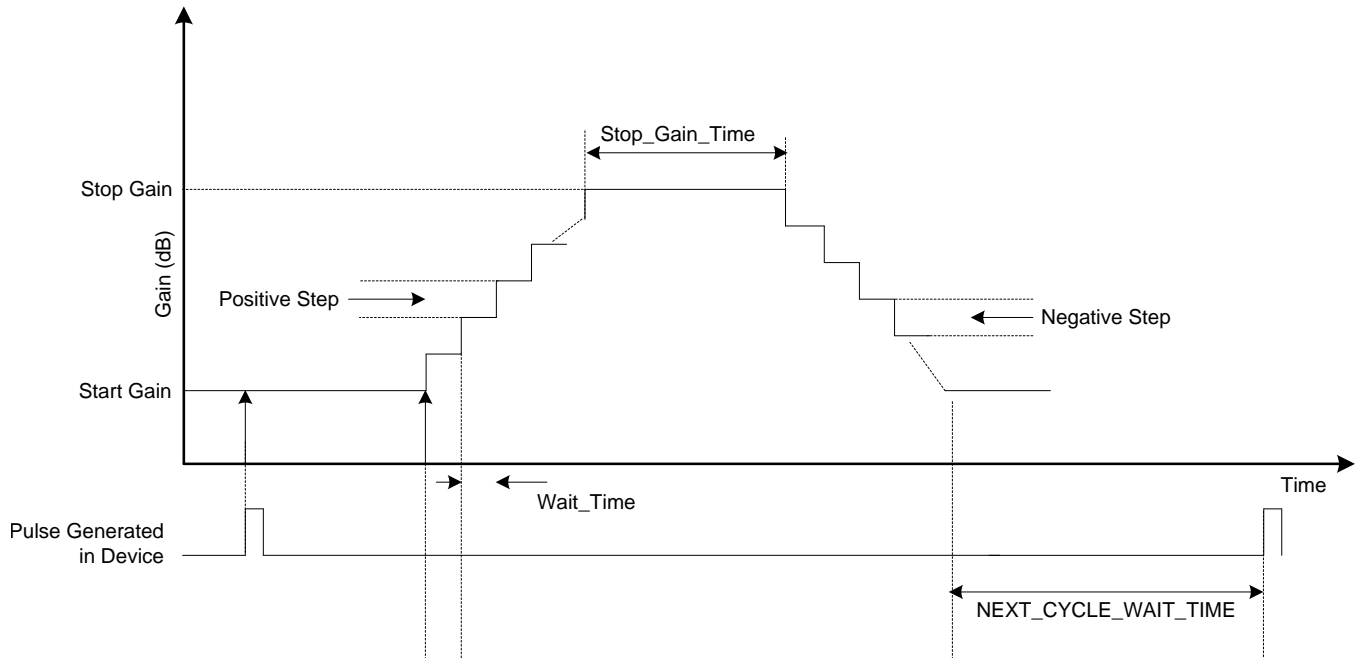 Stop_Gain_Time
Stop Gain
Gain (dB)
Positive Step
Negative Step
Start Gain
Time
Wait_Time
Pulse Generated
in Device
NEXT_CYCLE_WAIT_TIME